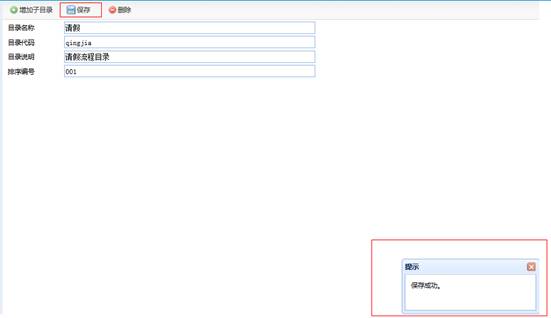 增加子目录 保存 删除
目录名称 请假
目录代码 qingjia
目录说明 请假流程目录
排序编号 001
提示
保存成功。